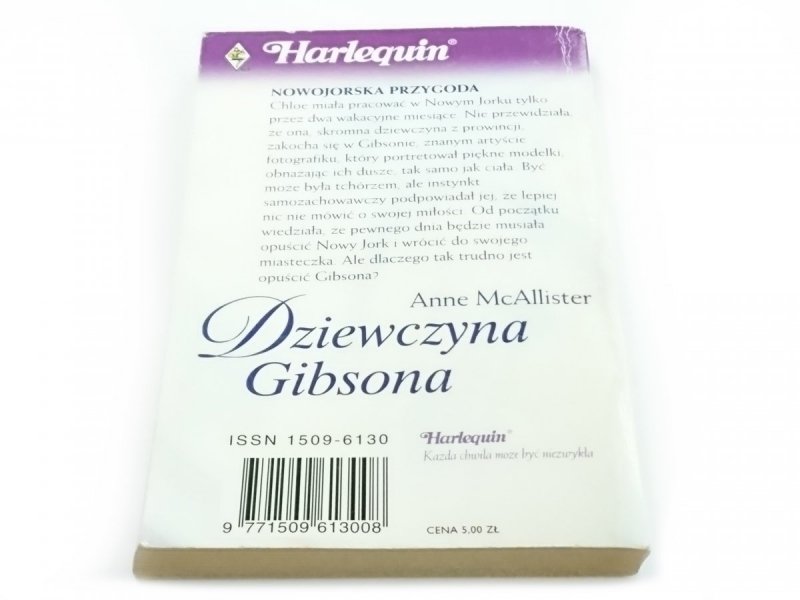 Harlequin®
NOWOJORSKA PRZYGODA
Chloe miała pracować w Nowym Jorku tylko
przez dwa wakacyjne miesiące. Nie przewidziała,
że ona, skromna dziewczyna z prowincji,
zakocha się w Gibsonie, znanym artyście
fotografiku, który portretował piękne modelki,
obnażając ich dusze, tak samo jak ciała. Być
może była tchórzem, ale instynkt
samozachowawczy podpowiadał jej, że lepiej
nic nie mówić o swojej miłości. Od początku
wiedziała, że pewnego dnia będzie musiała
opuścić Nowy Jork i wrócić do swojego
miasteczka. Ale dlaczego tak trudno jest
opuścić Gibsona?
Anne McAllister
Dziewczyna
Gibsona
ISSN 1509-6130
Harlequin®
Każda chwila może być niezwykła
9 771509 613008
CENA 5.00 ZŁ